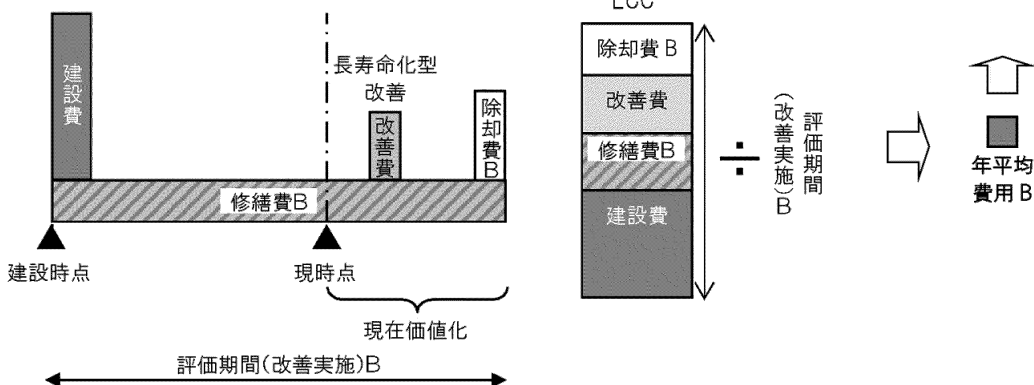 LCC
建設費
長寿命化型
改善
改善費
除却費B
修繕費B
建設時点
現時点
現在価値化
評価期間(改善実施)B
除却費B
改善費
修繕費B
建設費
÷
評価期間
(改善実施)B
年平均
費用B